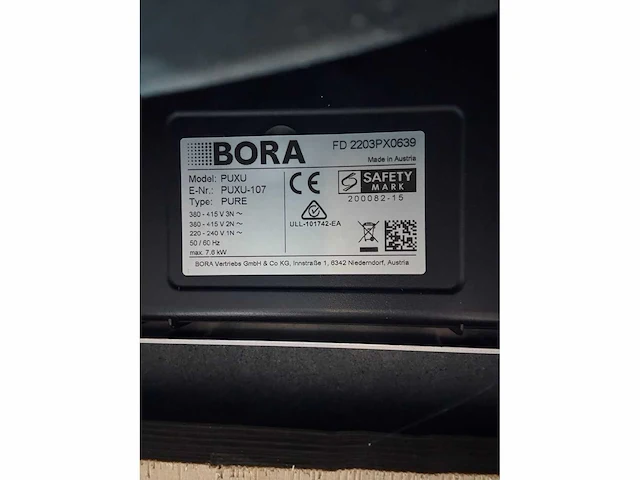 BORA
FD 2203PX0639
Made in Austria
Model: PUXU
E-Nr.: PUXU-107
Type: PURE
380 - 415 V 3N ~
380 - 415 V 2N ~
220 - 240 V 1N ~
50 / 60 Hz
max. 7.6 kW
CE
SAFETY
MARK
200082-15
ULL-101742-EA
BORA Vertriebs GmbH & Co KG, Innstraße 1, 6342 Niederndorf, Austria